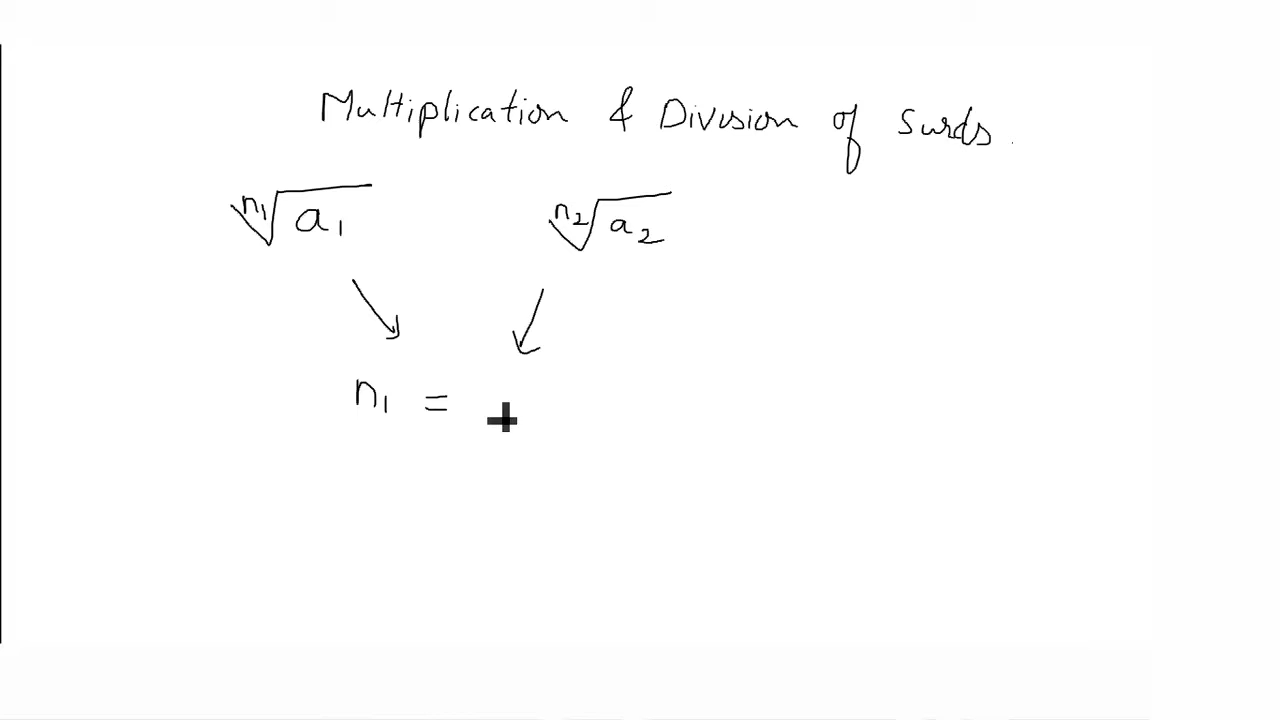 Multiplication & Division of Surds.
ⁿ¹√a₁ ⁿ²√a₂
n₁ =